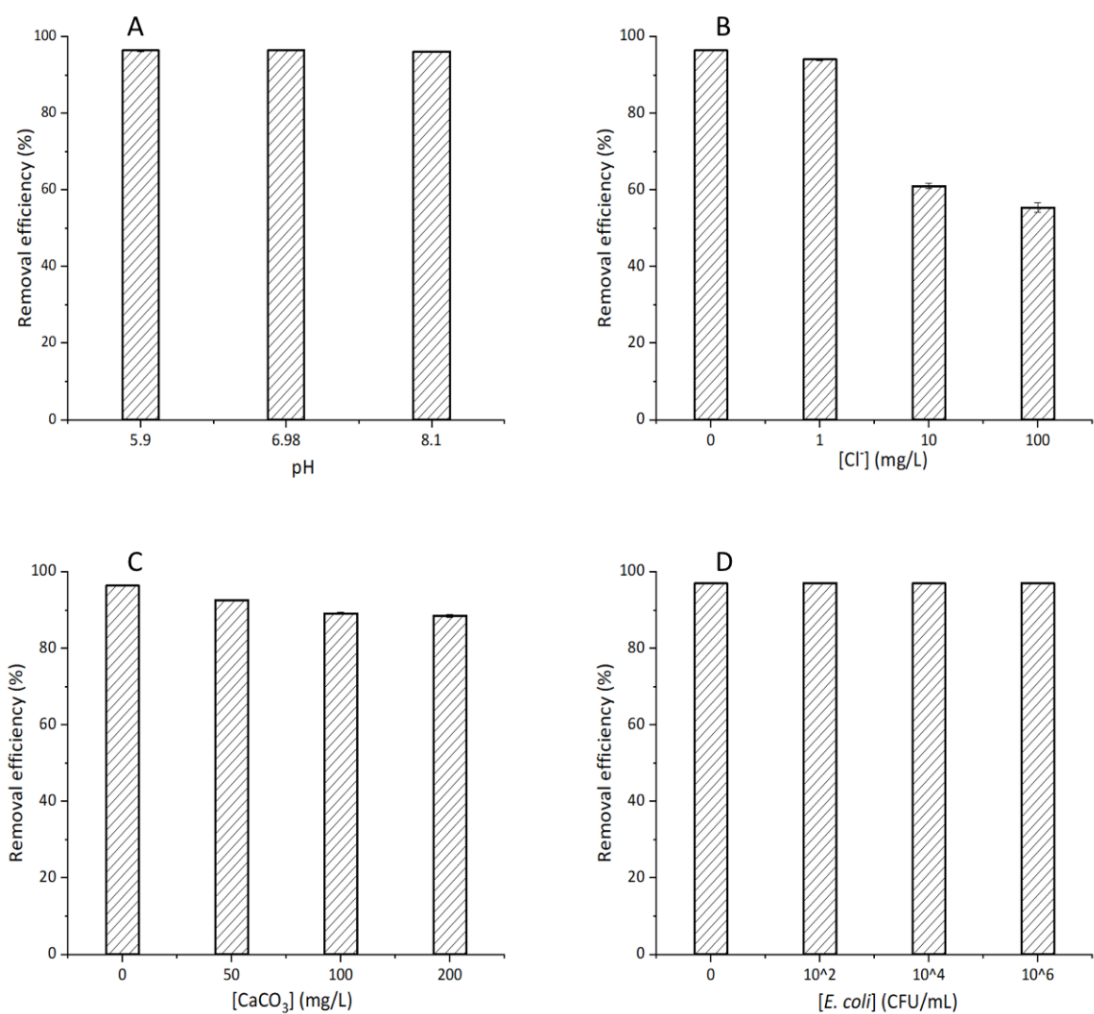 A
Removal efficiency (%)
100
80
60
40
20
0
5.9 6.98 8.1
pH
B
Removal efficiency (%)
100
80
60
40
20
0
0 1 10 100
[Cl⁻] (mg/L)
C
Removal efficiency (%)
100
80
60
40
20
0
0 50 100 200
[CaCO₃] (mg/L)
D
Removal efficiency (%)
100
80
60
40
20
0
0 10^2 10^4 10^6
[E. coli] (CFU/mL)